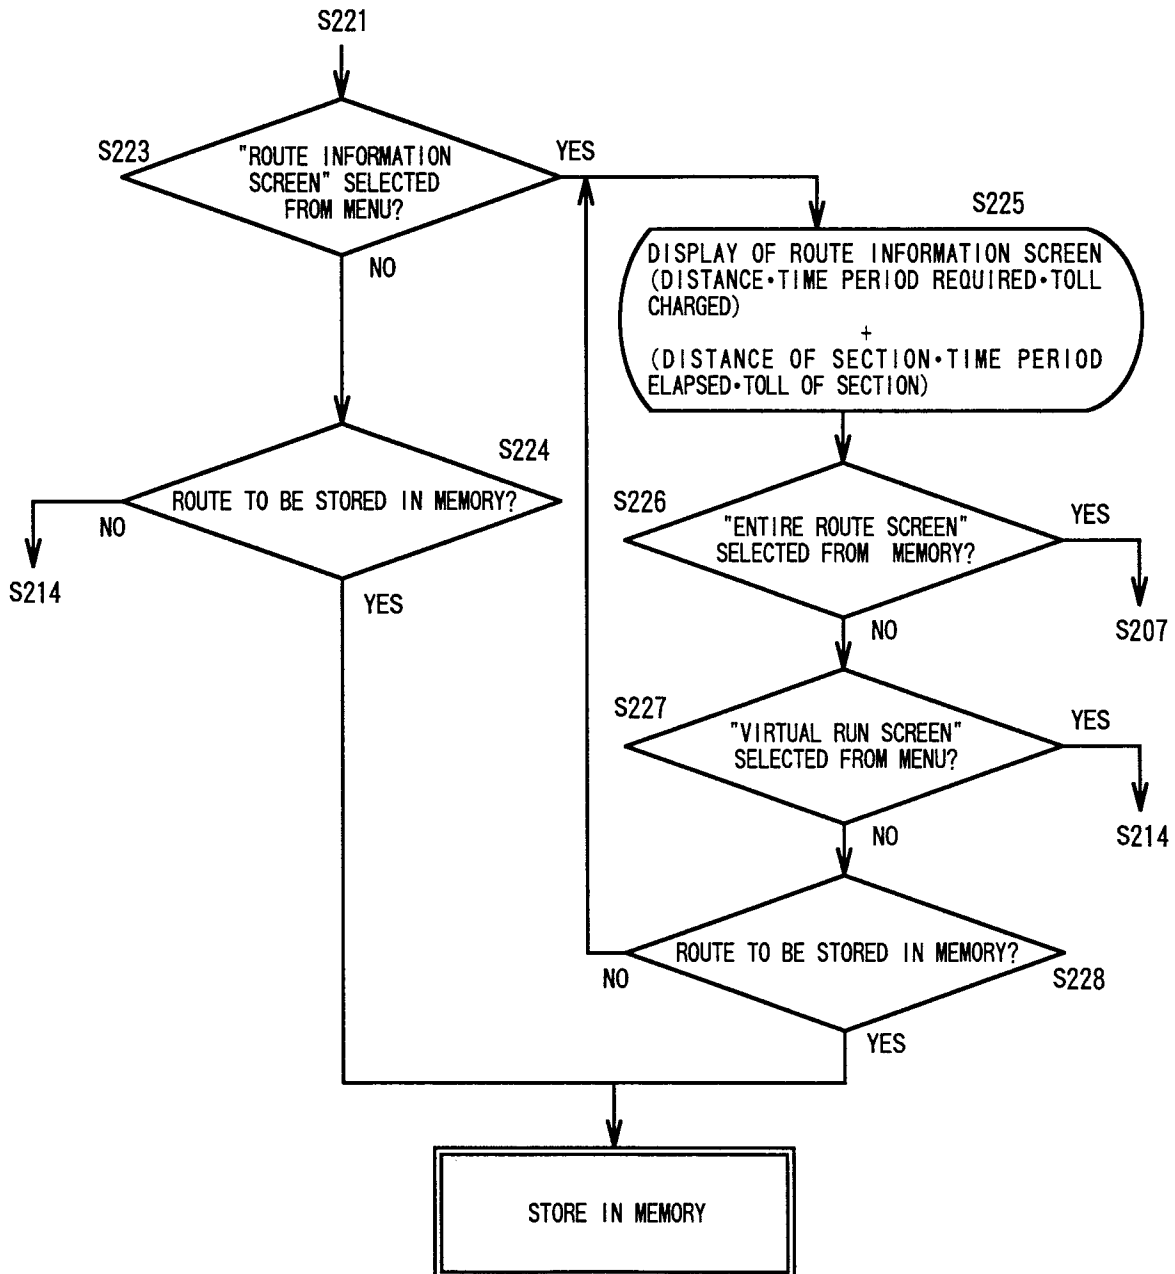 S221
S223
"ROUTE INFORMATION
SCREEN" SELECTED
FROM MENU?
YES
NO
S225
DISPLAY OF ROUTE INFORMATION SCREEN
(DISTANCE•TIME PERIOD REQUIRED•TOLL
CHARGED)
+
(DISTANCE OF SECTION•TIME PERIOD
ELAPSED•TOLL OF SECTION)
S224
ROUTE TO BE STORED IN MEMORY?
NO
S214
YES
S226
"ENTIRE ROUTE SCREEN"
SELECTED FROM MEMORY?
YES
S207
NO
S227
"VIRTUAL RUN SCREEN"
SELECTED FROM MENU?
YES
S214
NO
ROUTE TO BE STORED IN MEMORY?
NO
S228
YES
STORE IN MEMORY